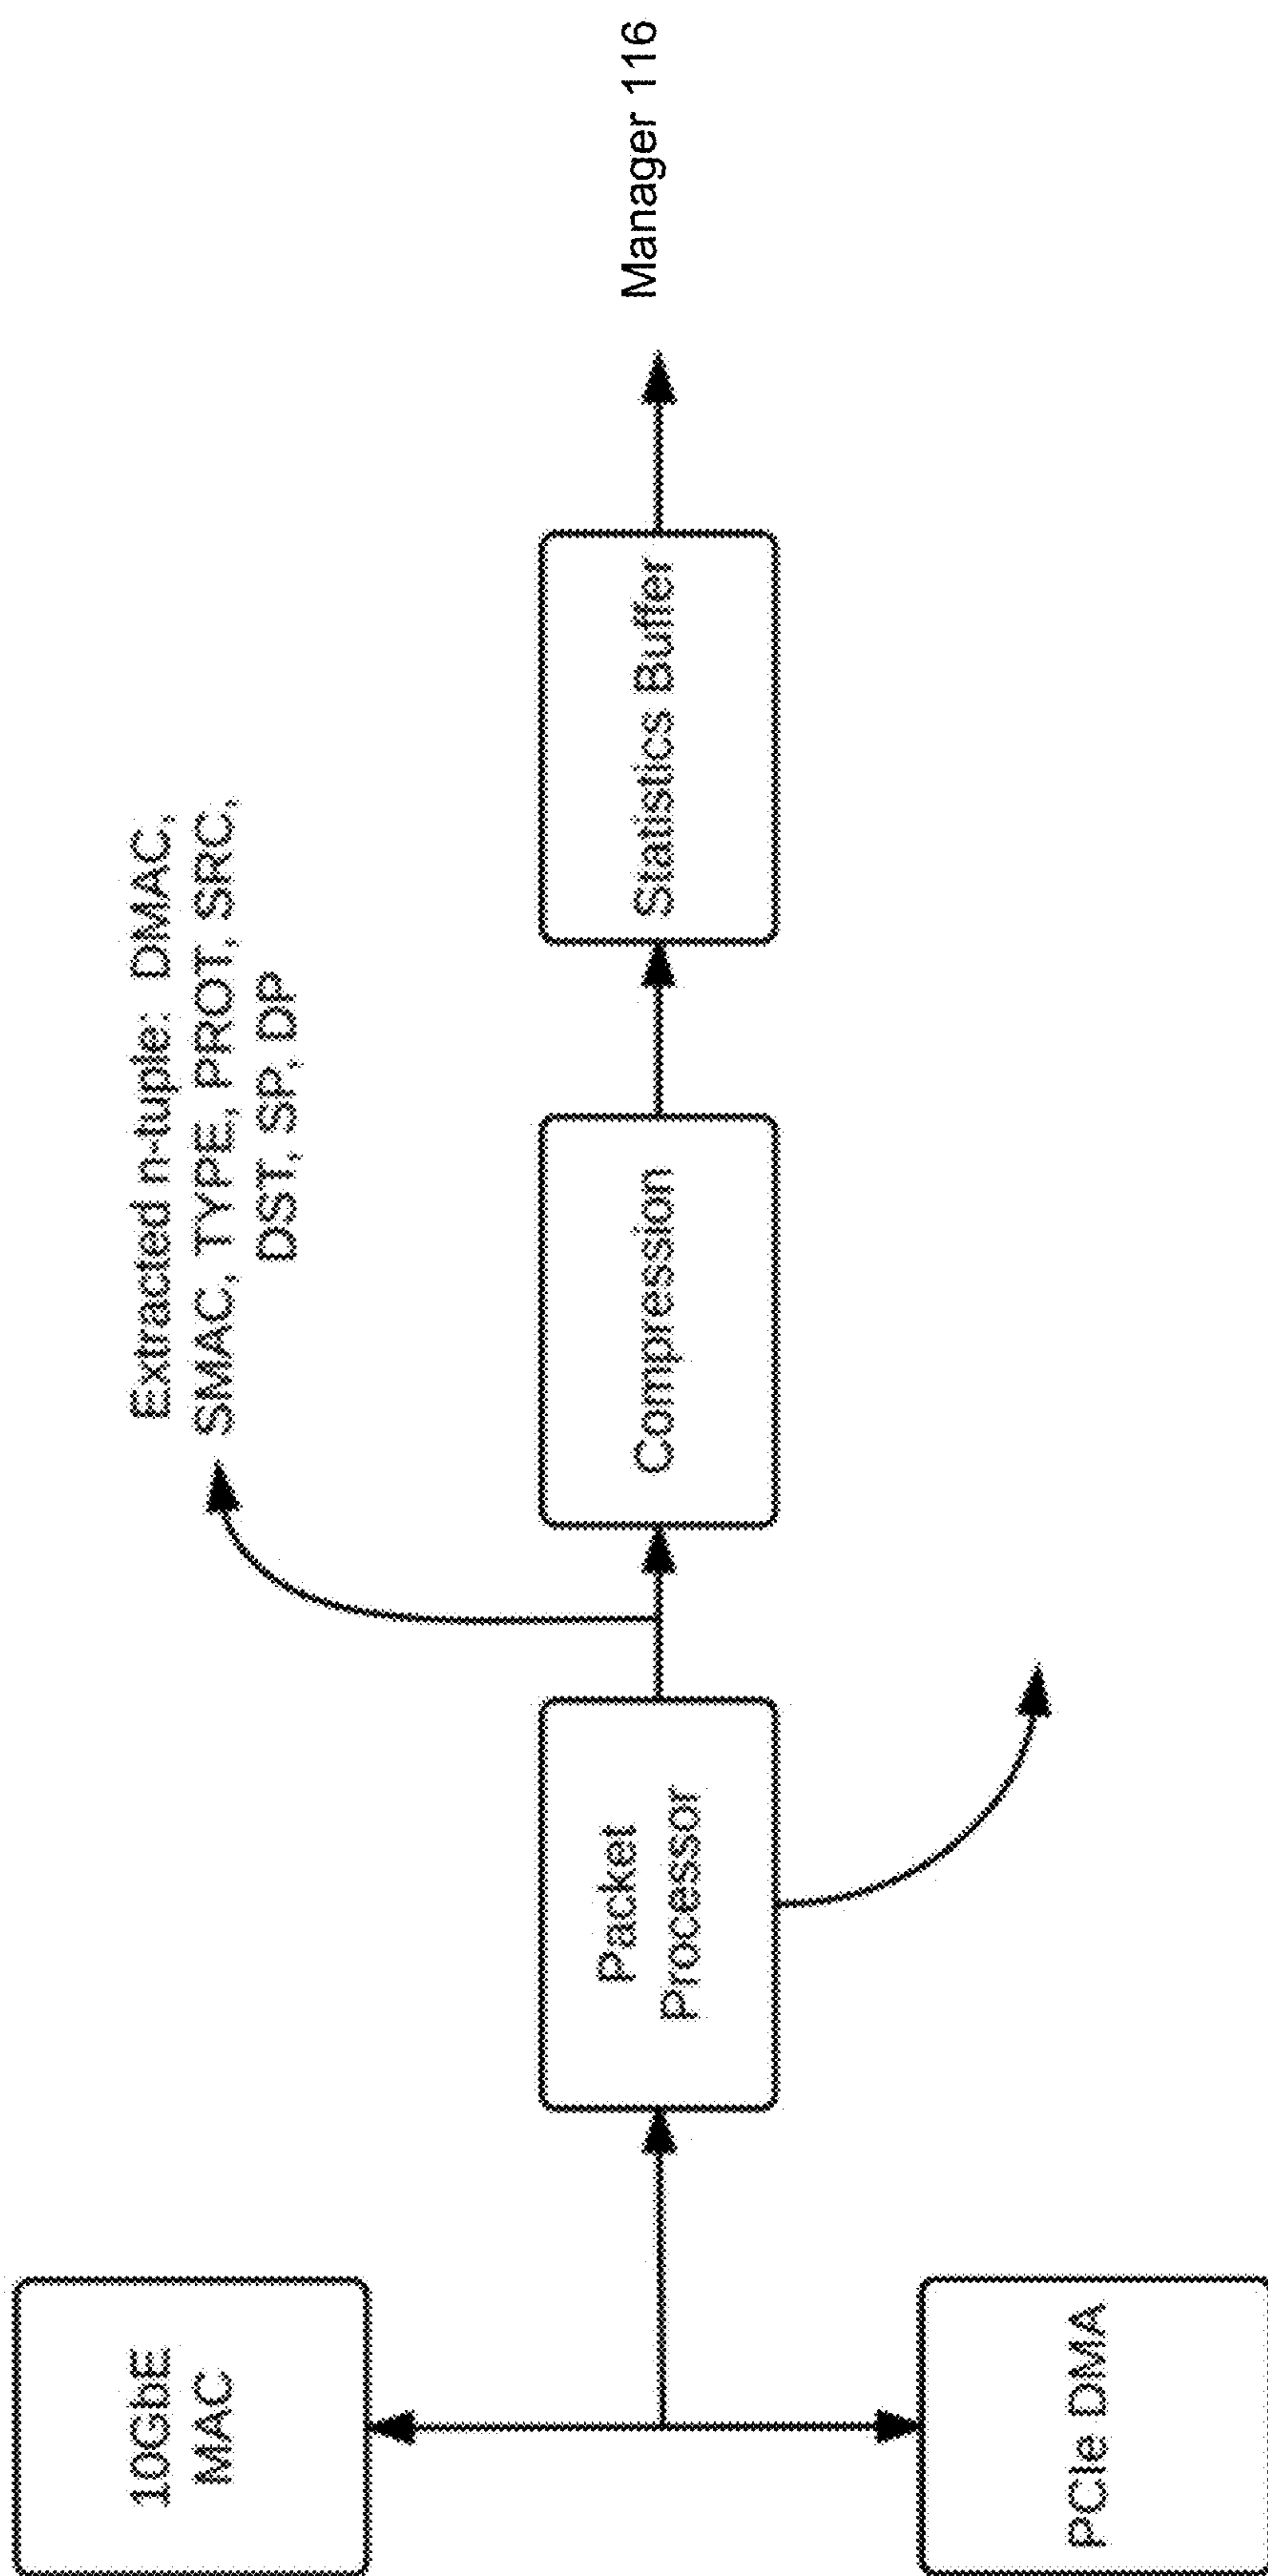 10GbE
MAC
PCIe DMA
Packet
Processor
Extracted n-tuple: DMAC,
SMAC, TYPE, PROT, SRC,
DST, SP, DP
Compression
Statistics Buffer
Manager 116